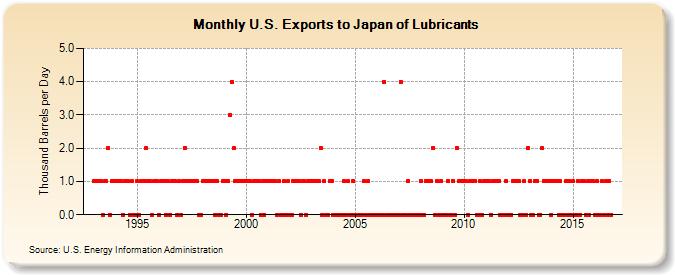 Monthly U.S. Exports to Japan of Lubricants
Thousand Barrels per Day
5.0
4.0
3.0
2.0
1.0
0.0
1995 2000 2005 2010 2015
Source: U.S. Energy Information Administration